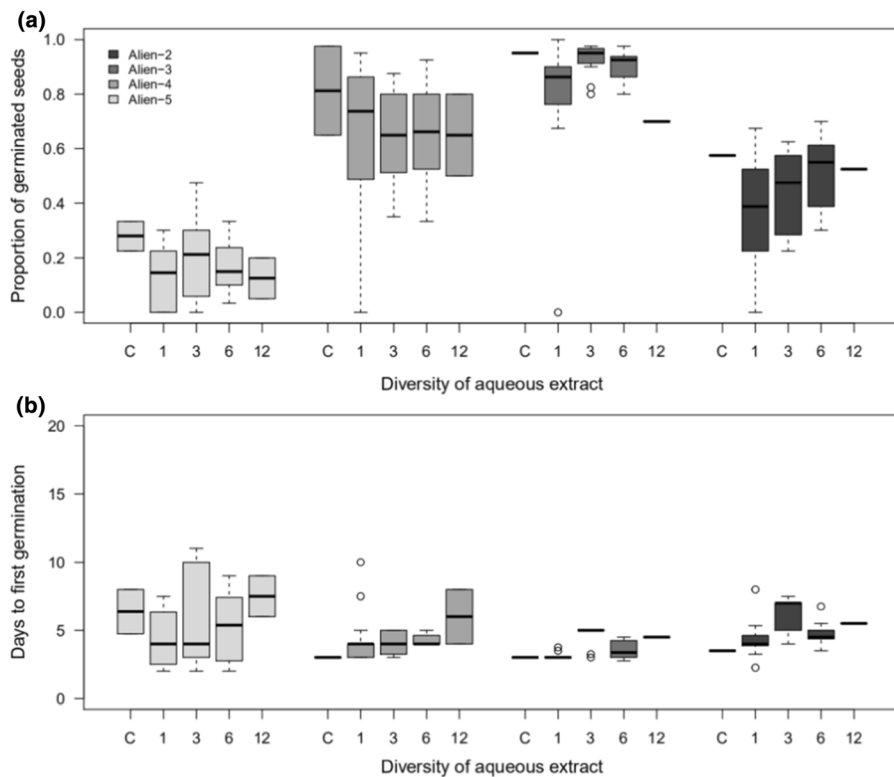 (a)
Proportion of germinated seeds
1.0
0.8
0.6
0.4
0.2
0.0
Alien−2
Alien−3
Alien−4
Alien−5
C 1 3 6 12 C 1 3 6 12 C 1 3 6 12 C 1 3 6 12
Diversity of aqueous extract
(b)
Days to first germination
20
15
10
5
0
C 1 3 6 12 C 1 3 6 12 C 1 3 6 12 C 1 3 6 12
Diversity of aqueous extract